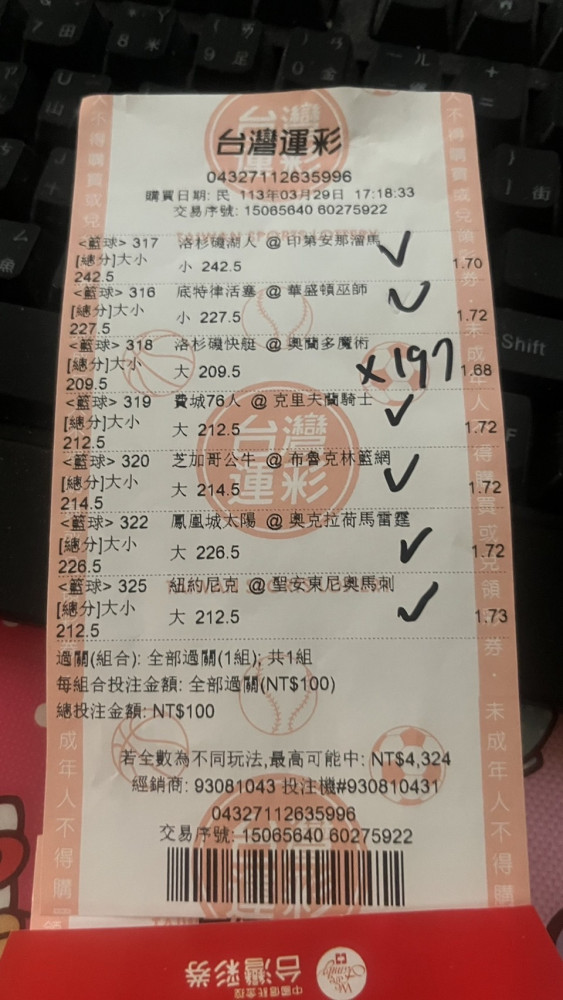 台灣運彩
04327112635996
購買日期: 民 113年03月29日 17:18:33
交易序號: 15065640 60275922
TAIWAN SPORTS LOTTERY
<籃球> 317 洛杉磯湖人 @ 印第安那溜馬 ✓
[總分]大小 小 242.5 1.70
242.5
<籃球> 316 底特律活塞 @ 華盛頓巫師 ✓
[總分]大小 小 227.5 1.72
227.5
<籃球> 318 洛杉磯快艇 @ 奧蘭多魔術
[總分]大小 大 209.5 X197 1.68
209.5
<籃球> 319 費城76人 @ 克里夫蘭騎士 ✓
[總分]大小 大 212.5 1.72
212.5
<籃球> 320 芝加哥公牛 @ 布魯克林籃網 ✓
[總分]大小 大 214.5 1.72
214.5
<籃球> 322 鳳凰城太陽 @ 奧克拉荷馬雷霆 ✓
[總分]大小 大 226.5 1.72
226.5
<籃球> 325 紐約尼克 @ 聖安東尼奧馬刺 ✓
[總分]大小 大 212.5 1.73
212.5
過關(組合): 全部過關(1組); 共1組
每組合投注金額: 全部過關(NT$100)
總投注金額: NT$100
若全數為不同玩法,最高可能中: NT$4,324
經銷商: 93081043 投注機#930810431
04327112635996
交易序號: 15065640 60275922
中國信託金控
台灣彩券
We are Family
Shift